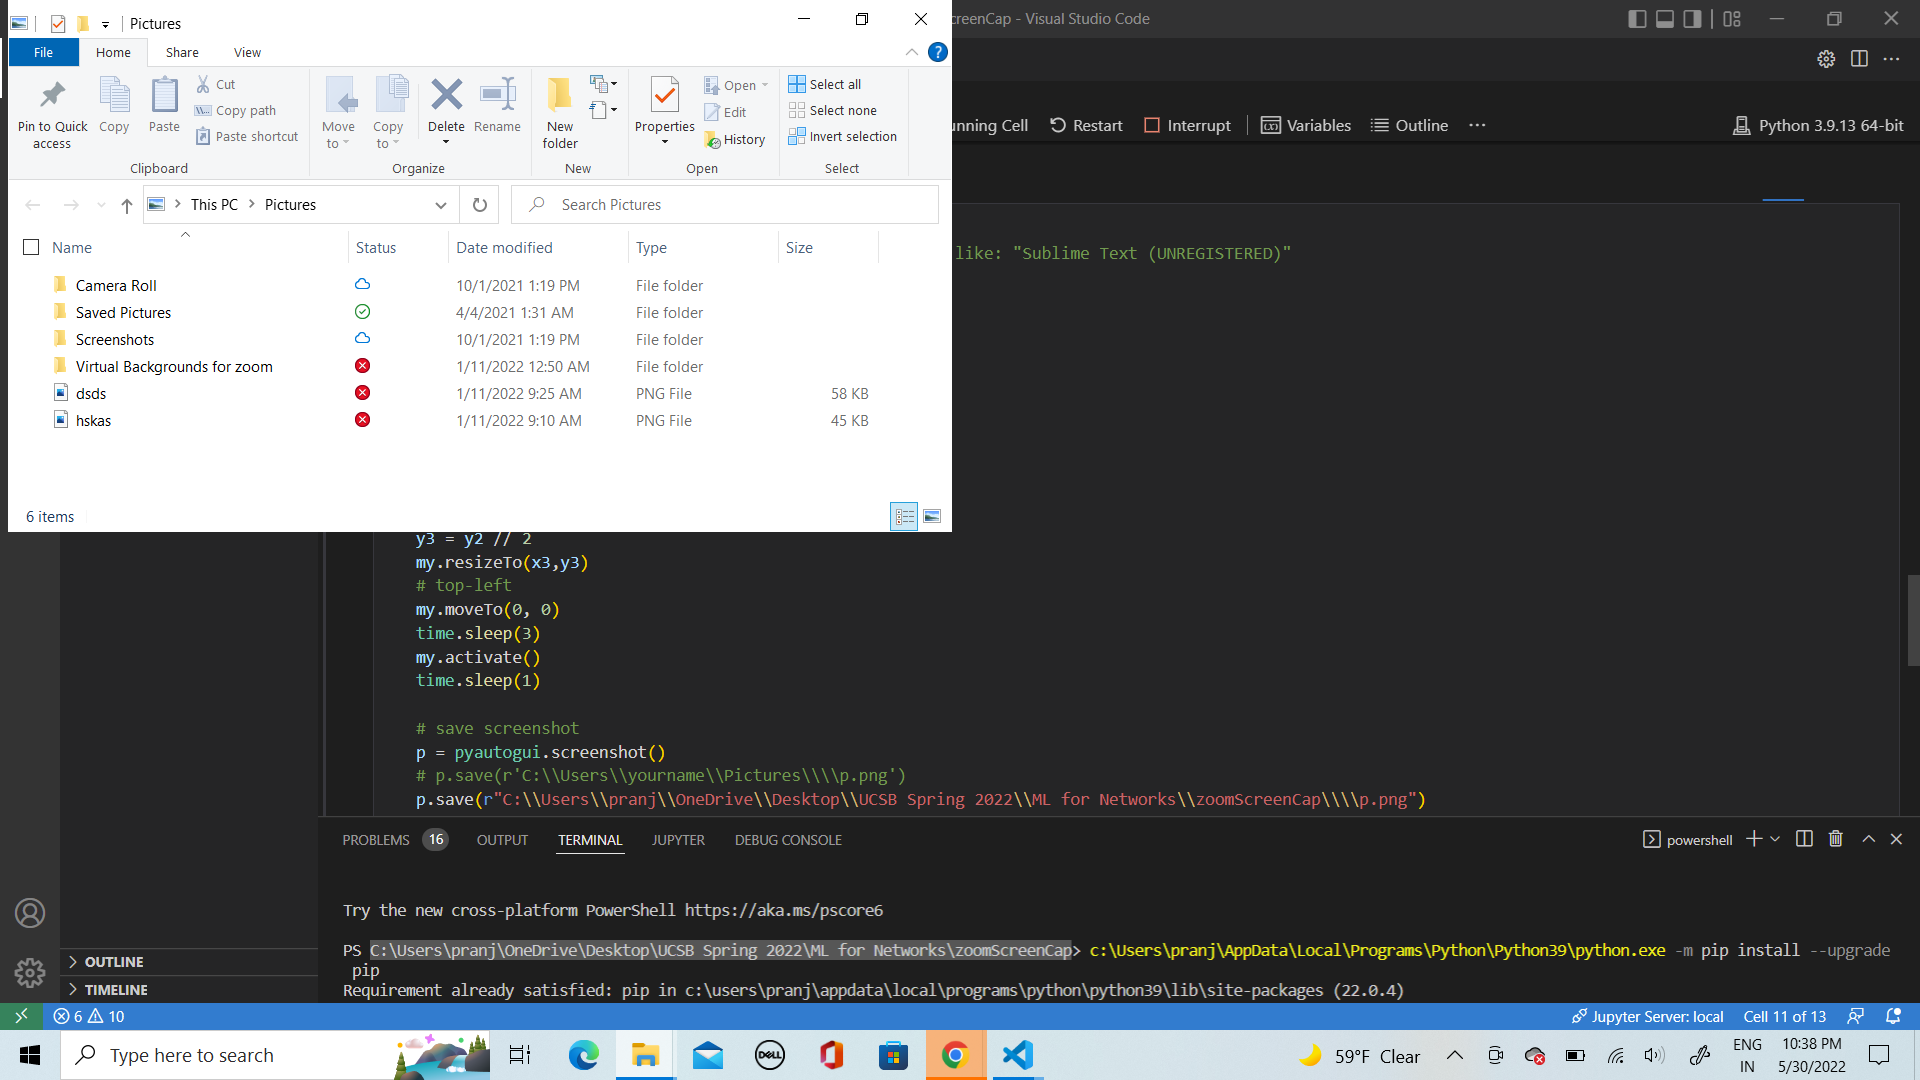 Pictures
creenCap - Visual Studio Code
File Home Share View
Pin to Quick access
Copy
Paste
Cut
Copy path
Paste shortcut
Clipboard
Move to
Copy to
Delete
Rename
Organize
New folder
New
Properties
Open
Edit
History
Open
Select all
Select none
Invert selection
Select
unning Cell Restart Interrupt Variables Outline ... Python 3.9.13 64-bit
This PC > Pictures
Search Pictures
Name Status Date modified Type Size
like: "Sublime Text (UNREGISTERED)"
Camera Roll 10/1/2021 1:19 PM File folder
Saved Pictures 4/4/2021 1:31 AM File folder
Screenshots 10/1/2021 1:19 PM File folder
Virtual Backgrounds for zoom 1/11/2022 12:50 AM File folder
dsds 1/11/2022 9:25 AM PNG File 58 KB
hskas 1/11/2022 9:10 AM PNG File 45 KB
6 items
y3 = y2 // 2
my.resizeTo(x3,y3)
# top-left
my.moveTo(0, 0)
time.sleep(3)
my.activate()
time.sleep(1)
# save screenshot
p = pyautogui.screenshot()
# p.save(r'C:\\Users\\yourname\\Pictures\\\\p.png')
p.save(r"C:\\Users\\pranj\\OneDrive\\Desktop\\UCSB Spring 2022\\ML for Networks\\zoomScreenCap\\\\p.png")
PROBLEMS 16 OUTPUT TERMINAL JUPYTER DEBUG CONSOLE powershell
Try the new cross-platform PowerShell https://aka.ms/pscore6
PS C:\Users\pranj\OneDrive\Desktop\UCSB Spring 2022\ML for Networks\zoomScreenCap> c:\Users\pranj\AppData\Local\Programs\Python\Python39\python.exe -m pip install --upgrade
pip
Requirement already satisfied: pip in c:\users\pranj\appdata\local\programs\python\python39\lib\site-packages (22.0.4)
OUTLINE
TIMELINE
6 10 Jupyter Server: local Cell 11 of 13
Type here to search
DELL
59°F Clear
ENG
IN
10:38 PM
5/30/2022